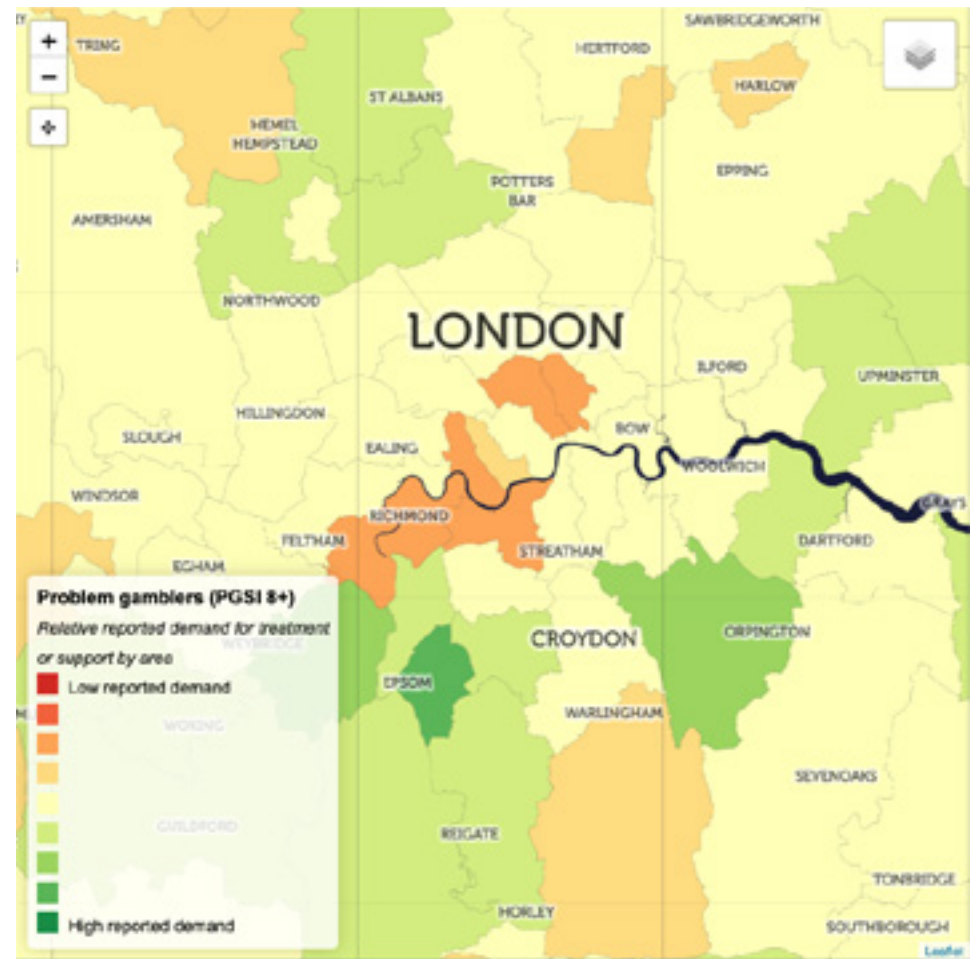 SAWBRIDGEWORTH
+
TRING
HERTFORD
−
HARLOW
ST ALBANS
HEMEL
HEMPSTEAD
EPPING
POTTERS
BAR
AMERSHAM
NORTHWOOD
LONDON
ILFORD
UPMINSTER
HILLINGDON
BOW
SLOUGH
EALING
WOOLWICH
WINDSOR
GRAYS
RICHMOND
FELTHAM
DARTFORD
STREATHAM
EGHAM
Problem gamblers (PGSI 8+)
Relative reported demand for treatment
or support by area
WEYBRIDGE
CROYDON
ORPINGTON
Low reported demand
EPSOM
WARLINGHAM
WOKING
SEVENOAKS
GUILDFORD
REIGATE
TONBRIDGE
HORLEY
High reported demand
SOUTHBOROUGH
Leaflet